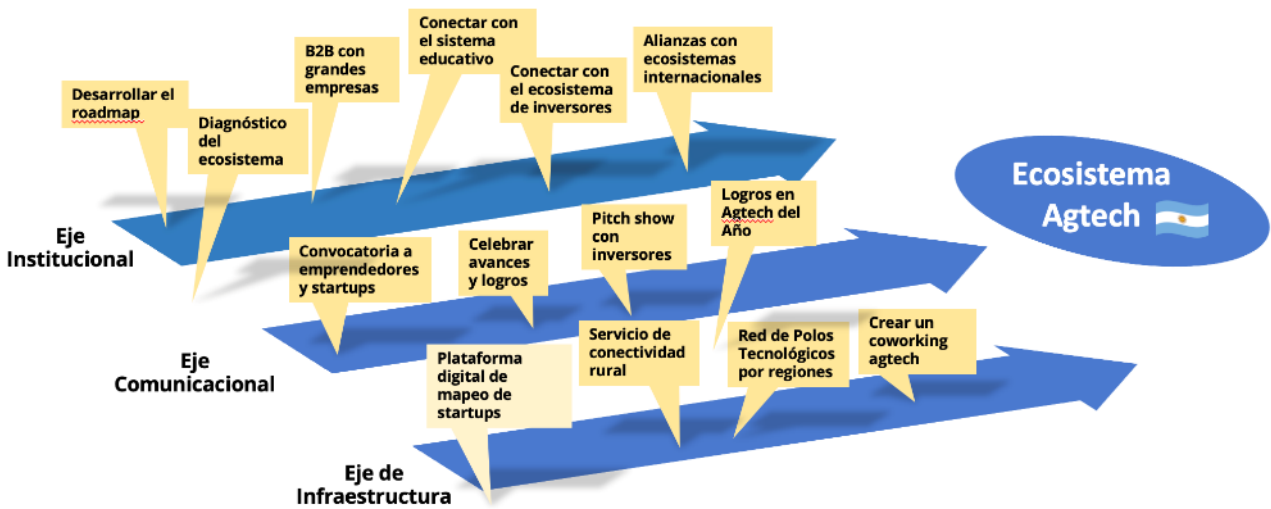 Desarrollar el
roadmap
Diagnóstico
del
ecosistema
B2B con
grandes
empresas
Conectar con
el sistema
educativo
Conectar con
el ecosistema
de inversores
Alianzas con
ecosistemas
internacionales
Eje
Institucional
Ecosistema
Agtech
Convocatoria a
emprendedores
y startups
Celebrar
avances
y logros
Pitch show
con
inversores
Logros en
Agtech del
Año
Eje
Comunicacional
Plataforma
digital de
mapeo de
startups
Servicio de
conectividad
rural
Red de Polos
Tecnológicos
por regiones
Crear un
coworking
agtech
Eje de
Infraestructura